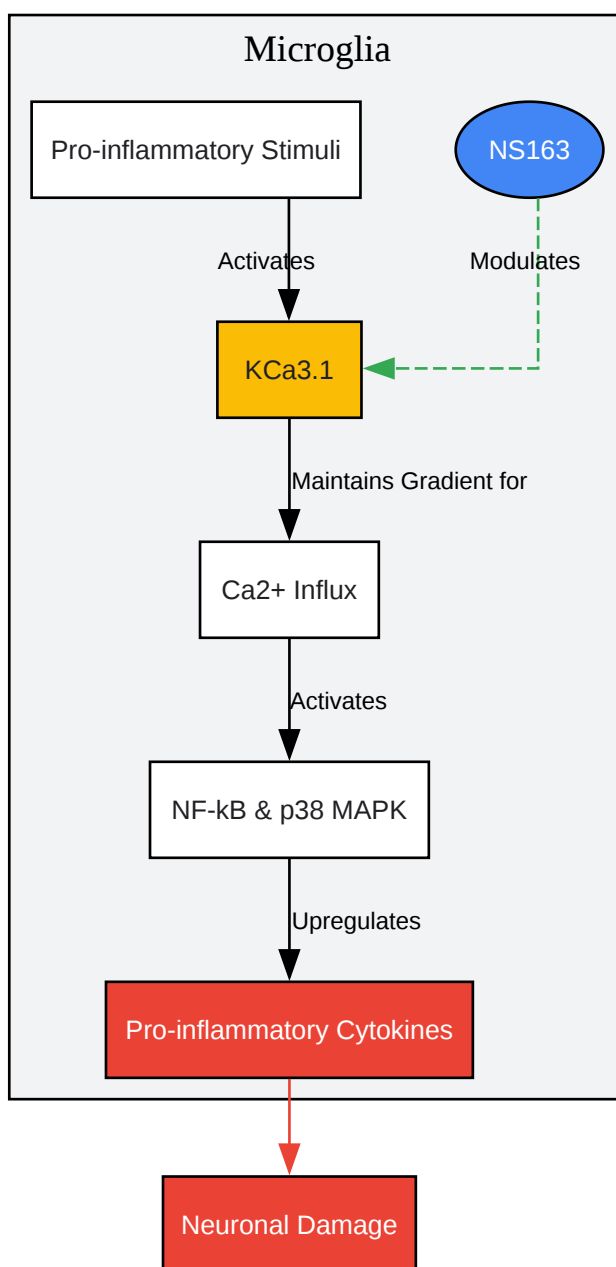 Microglia
Pro-inflammatory Stimuli
NS163
Activates
Modulates
KCa3.1
Maintains Gradient for
Ca2+ Influx
Activates
NF-kB & p38 MAPK
Upregulates
Pro-inflammatory Cytokines
Neuronal Damage